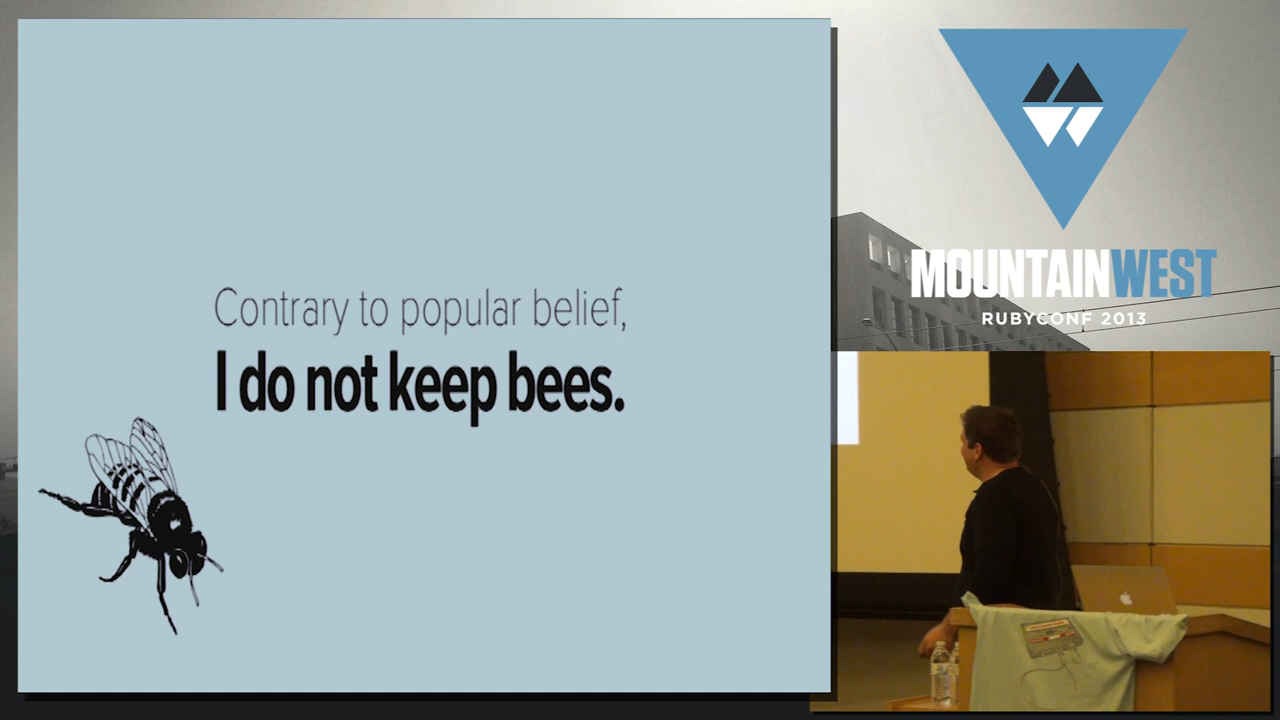 Contrary to popular belief,
I do not keep bees.
MOUNTAINWEST
RUBYCONF 2013